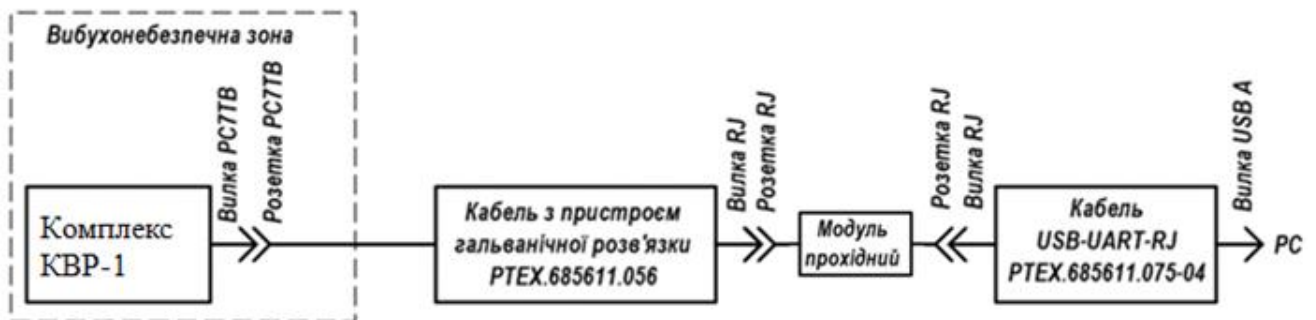 Вибухонебезпечна зона
Вилка РС7ТВ
Розетка РС7ТВ
Вилка RJ
Розетка RJ
Розетка RJ
Вилка RJ
Вилка USB A
Комплекс
КВР-1
Кабель з пристроєм
гальванічної розв'язки
РТЕХ.685611.056
Модуль
прохідний
Кабель
USB-UART-RJ
РТЕХ.685611.075-04
PC